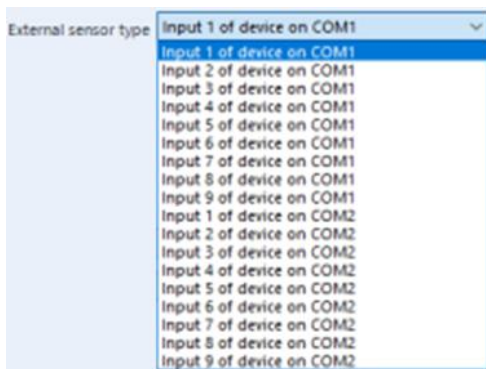 External sensor type Input 1 of device on COM1
Input 1 of device on COM1
Input 2 of device on COM1
Input 3 of device on COM1
Input 4 of device on COM1
Input 5 of device on COM1
Input 6 of device on COM1
Input 7 of device on COM1
Input 8 of device on COM1
Input 9 of device on COM1
Input 1 of device on COM2
Input 2 of device on COM2
Input 3 of device on COM2
Input 4 of device on COM2
Input 5 of device on COM2
Input 6 of device on COM2
Input 7 of device on COM2
Input 8 of device on COM2
Input 9 of device on COM2